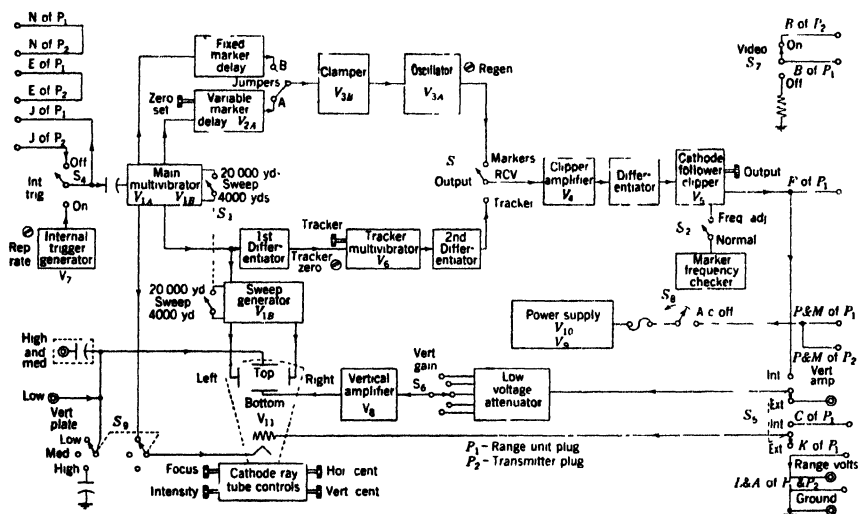 N of P1
N of P2
E of P1
E of P2
J of P1
J of P2
Off
S4
Int trig
On
Rep rate
Internal trigger generator
V7
Fixed marker delay
B
Jumpers
A
Zero set
Variable marker delay V2A
Clamper
V3B
Oscillator
V3A
Regen
R of P2
Video
On
S7
B of P1
Off
Main multivibrator
V1A
V1B
20 000 yd-
Sweep
4000 yds
S1
S
Output
Markers
RCV
Tracker
Clipper amplifier
V4
Differentiator
Cathode follower clipper
V5
Output
F of P1
S2
Freq adj
Normal
Marker frequency checker
1st Differentiator
Tracker
Tracker zero
Tracker multivibrator
V6
2nd Differentiator
20 000 yd
Sweep
4000 yd
Sweep generator
V1B
Power supply
V10
V9
S8
A c off
P&M of P1
P&M of P2
High and med
Low
Vert plate
S9
Low
Med
High
Left
Top
Right
Bottom
V11
Vertical amplifier
V8
Vert gain
S6
Low voltage attenuator
Int
Vert amp
Ext
S5
Int
C of P1
Ext
K of P1
Range volts
I&A of P &P2
Ground
P1 - Range unit plug
P2 - Transmitter plug
Focus
Intensity
Cathode ray tube controls
Hor cent
Vert cent